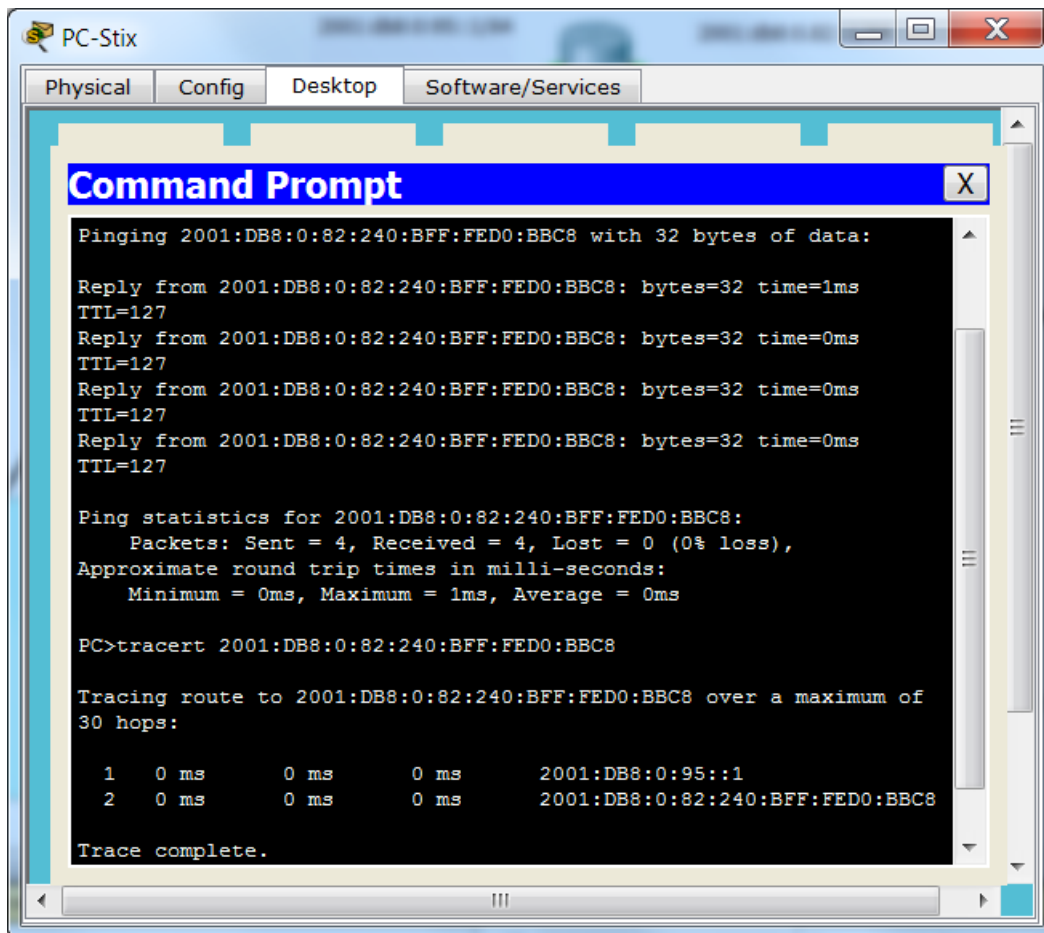 PC-Stix
Physical Config Desktop Software/Services
Command Prompt X
Pinging 2001:DB8:0:82:240:BFF:FED0:BBC8 with 32 bytes of data:
Reply from 2001:DB8:0:82:240:BFF:FED0:BBC8: bytes=32 time=1ms
TTL=127
Reply from 2001:DB8:0:82:240:BFF:FED0:BBC8: bytes=32 time=0ms
TTL=127
Reply from 2001:DB8:0:82:240:BFF:FED0:BBC8: bytes=32 time=0ms
TTL=127
Reply from 2001:DB8:0:82:240:BFF:FED0:BBC8: bytes=32 time=0ms
TTL=127
Ping statistics for 2001:DB8:0:82:240:BFF:FED0:BBC8:
Packets: Sent = 4, Received = 4, Lost = 0 (0% loss),
Approximate round trip times in milli-seconds:
Minimum = 0ms, Maximum = 1ms, Average = 0ms
PC>tracert 2001:DB8:0:82:240:BFF:FED0:BBC8
Tracing route to 2001:DB8:0:82:240:BFF:FED0:BBC8 over a maximum of
30 hops:
1 0 ms 0 ms 0 ms 2001:DB8:0:95::1
2 0 ms 0 ms 0 ms 2001:DB8:0:82:240:BFF:FED0:BBC8
Trace complete.